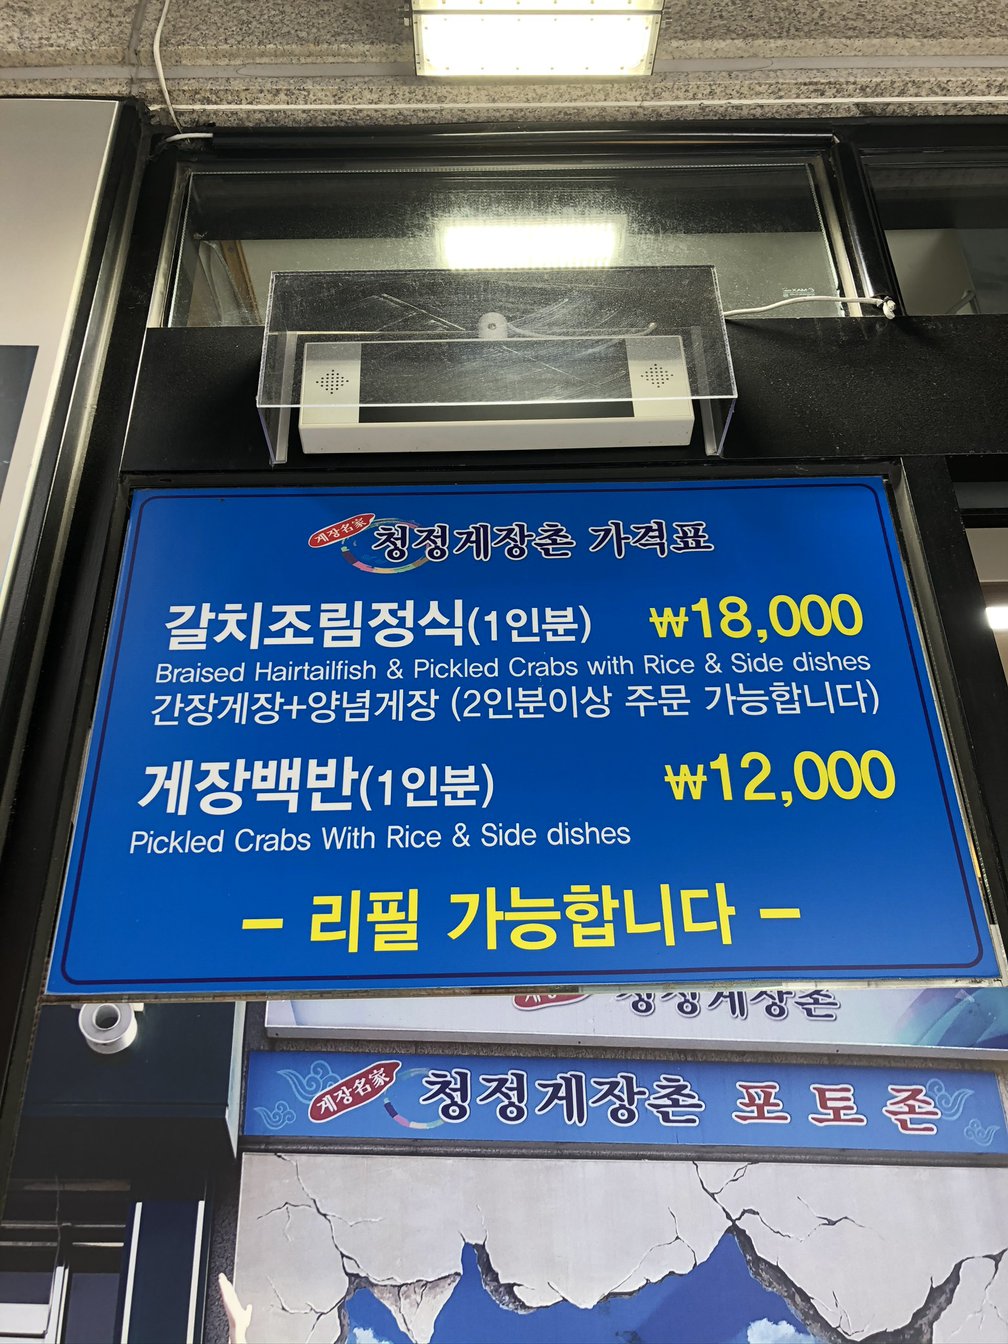 게장名家 청정게장촌 가격표
갈치조림정식(1인분) ₩18,000
Braised Hairtailfish & Pickled Crabs with Rice & Side dishes
간장게장+양념게장 (2인분이상 주문 가능합니다)
게장백반(1인분) ₩12,000
Pickled Crabs With Rice & Side dishes
– 리필 가능합니다 –
청정게장촌
게장名家 청정게장촌 포토존